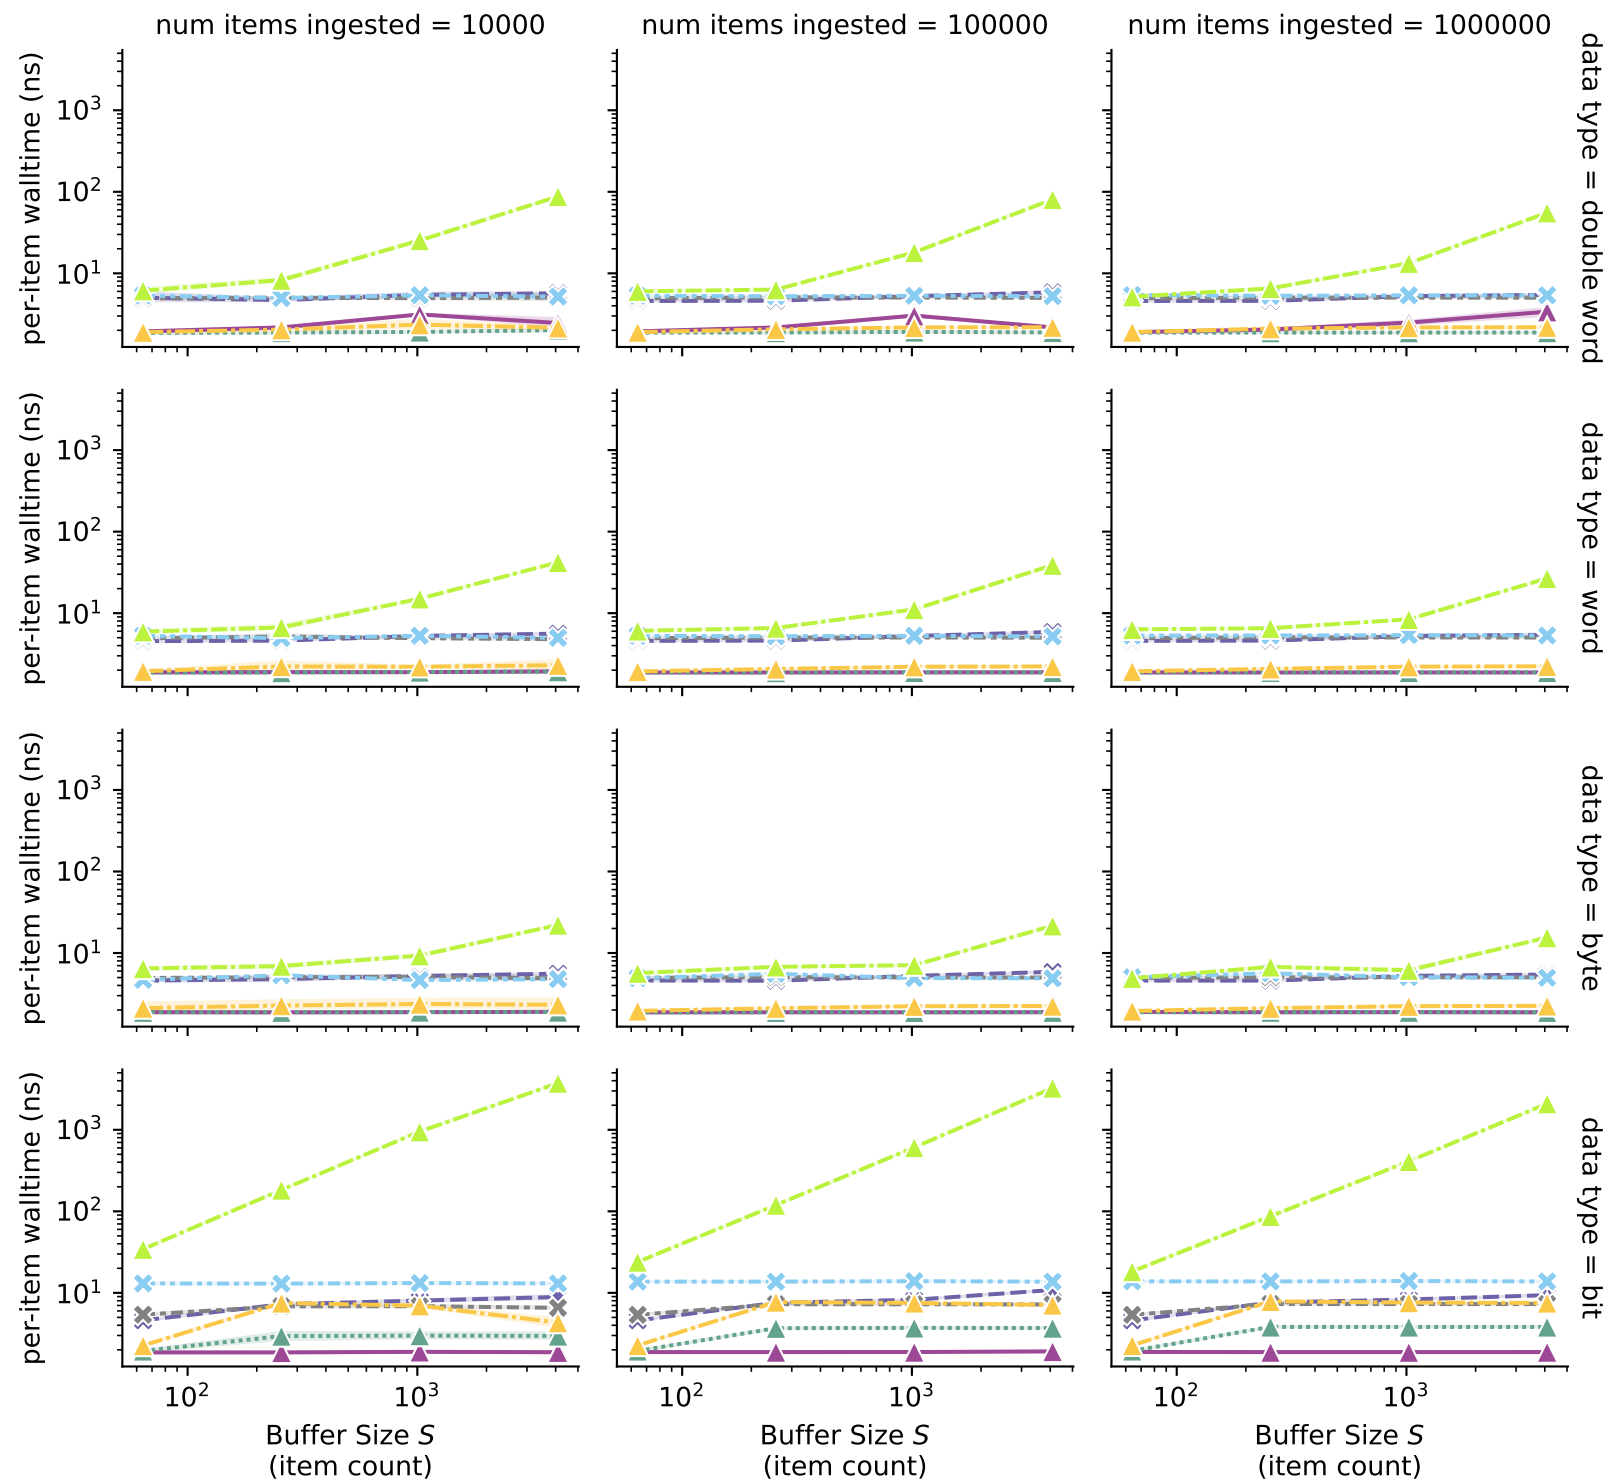 num items ingested = 10000
num items ingested = 100000
num items ingested = 1000000
per-item walltime (ns)
10³
10²
10¹
data type = double word
per-item walltime (ns)
10³
10²
10¹
data type = word
per-item walltime (ns)
10³
10²
10¹
data type = byte
per-item walltime (ns)
10³
10²
10¹
data type = bit
10² 10³
10² 10³
10² 10³
Buffer Size S
(item count)
Buffer Size S
(item count)
Buffer Size S
(item count)